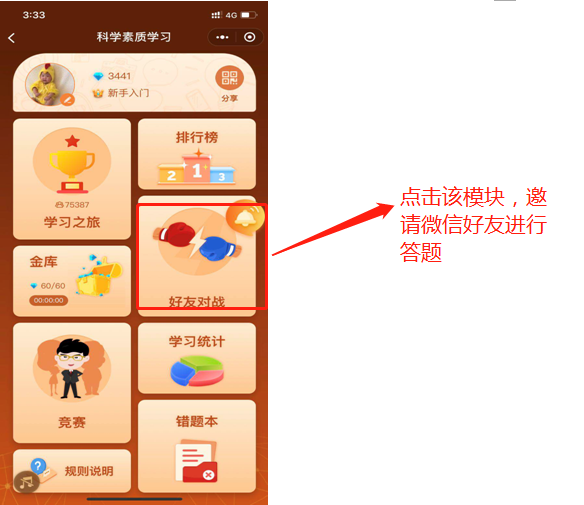 3:33
4G
科学素质学习
3441
新手入门
分享
75387
学习之旅
排行榜
2
1
3
金库
60/60
00:00:00
好友对战
竞赛
学习统计
错题本
规则说明
?
点击该模块，邀
请微信好友进行
答题